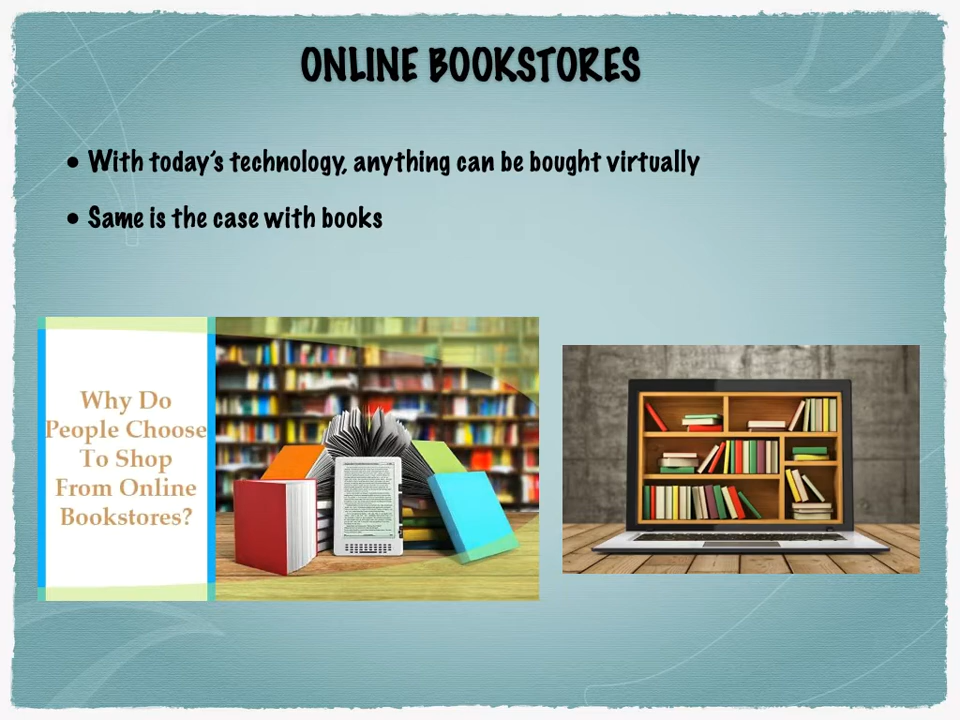 ONLINE BOOKSTORES
• With today's technology, anything can be bought virtually
• Same is the case with books
Why Do
People Choose
To Shop
From Online
Bookstores?